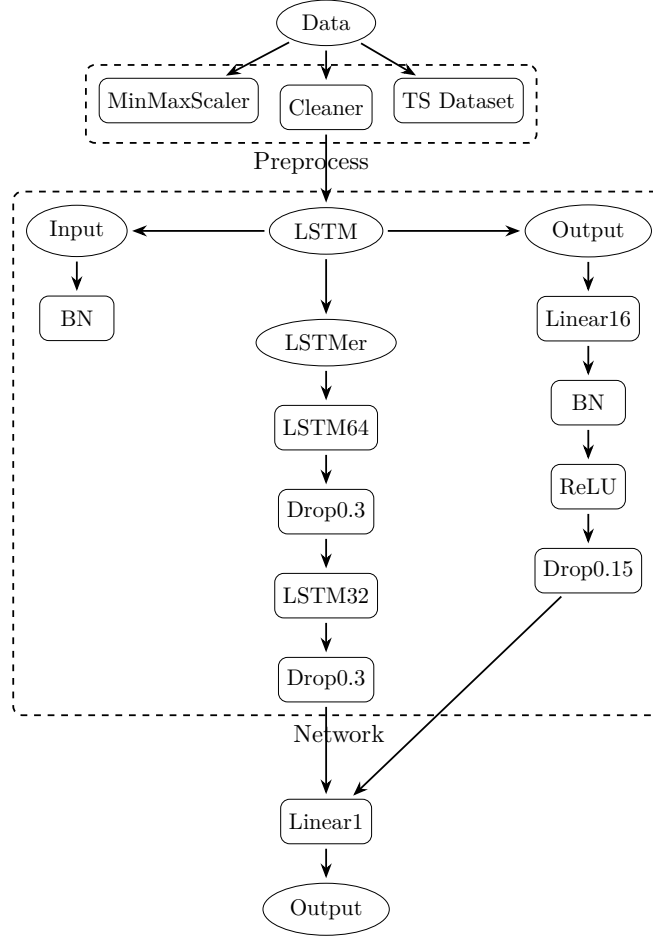 Data
MinMaxScaler
Cleaner
TS Dataset
Preprocess
Input
LSTM
Output
BN
Linear16
LSTMer
BN
LSTM64
ReLU
Drop0.3
Drop0.15
LSTM32
Drop0.3
Network
Linear1
Output